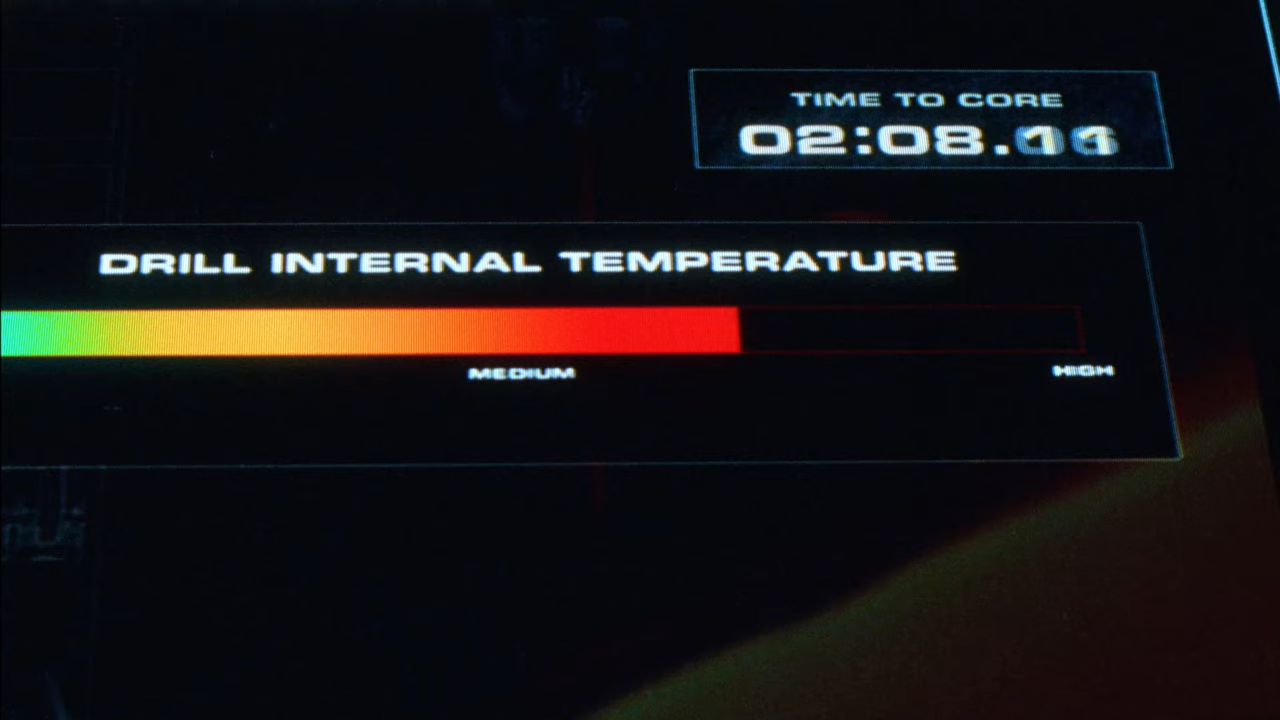 TIME TO CORE
02:08.
DRILL INTERNAL TEMPERATURE
MEDIUM
HIGH